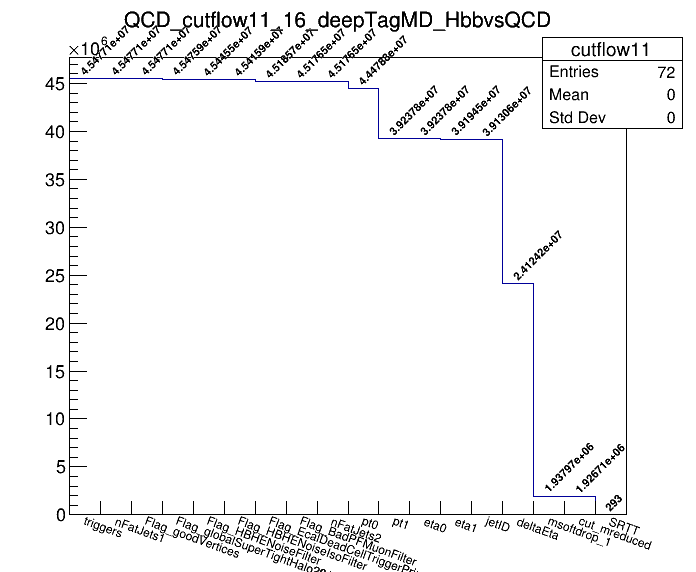 QCD_cutflow11_16_deepTagMD_HbbvsQCD
cutflow11
Entries 72
Mean 0
Std Dev 0
×10⁶
4.54771e+07
4.54771e+07
4.54771e+07
4.54759e+07
4.54455e+07
4.54159e+07
4.51857e+07
4.51765e+07
4.51765e+07
4.44788e+07
3.92378e+07
3.92378e+07
3.91945e+07
3.91306e+07
2.41242e+07
1.93797e+06
1.92671e+06
293
45
40
35
30
25
20
15
10
5
0
triggers
nFatJets1
Flag_goodVertices
Flag_globalSuperTightHalo20
Flag_HBHENoiseFilter
Flag_HBHENoiseIsoFilter
Flag_EcalDeadCellTriggerPri
Flag_BadPFMuonFilter
nFatJets2
pt0
pt1
eta0
eta1
jetID
deltaEta
msoftdrop_1
cut_mreduced
SRTT